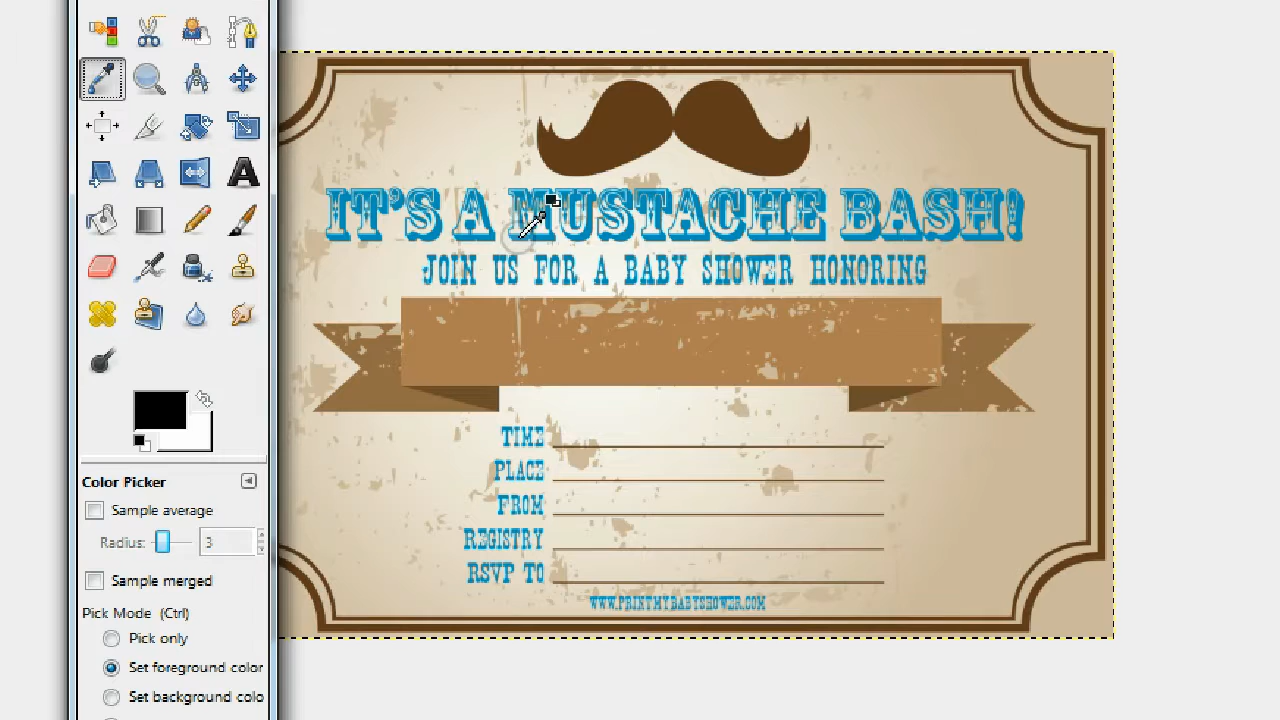 IT'S A MUSTACHE BASH!
JOIN US FOR A BABY SHOWER HONORING
TIME
PLACE
FROM
REGISTRY
RSVP TO
WWW.PRINTMYBABYSHOWER.COM
Color Picker
Sample average
Radius: 3
Sample merged
Pick Mode (Ctrl)
Pick only
Set foreground color
Set background colo